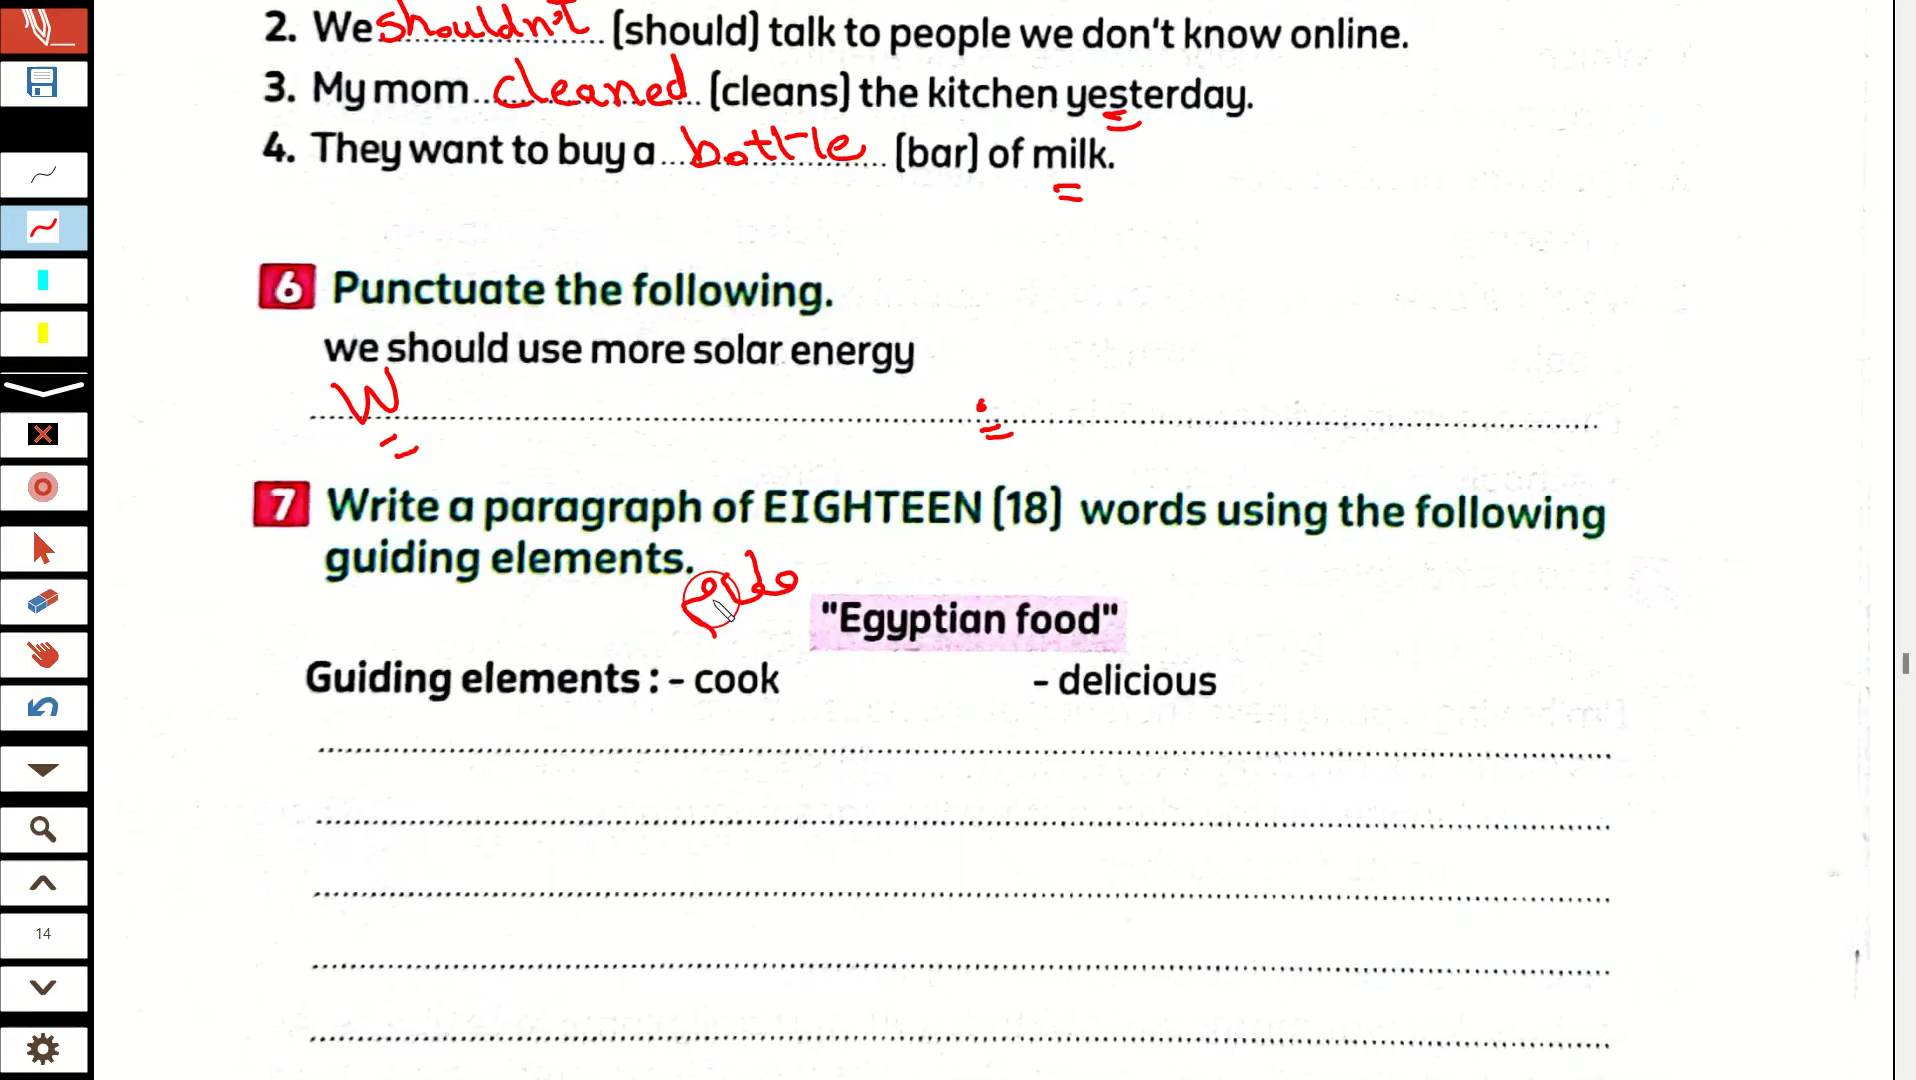 2. We shouldn't (should) talk to people we don't know online.
3. My mom cleaned (cleans) the kitchen yesterday.
4. They want to buy a bottle (bar) of milk.
6 Punctuate the following.
we should use more solar energy
W .
7 Write a paragraph of EIGHTEEN (18) words using the following
guiding elements.
"Egyptian food"
Guiding elements : - cook - delicious
14